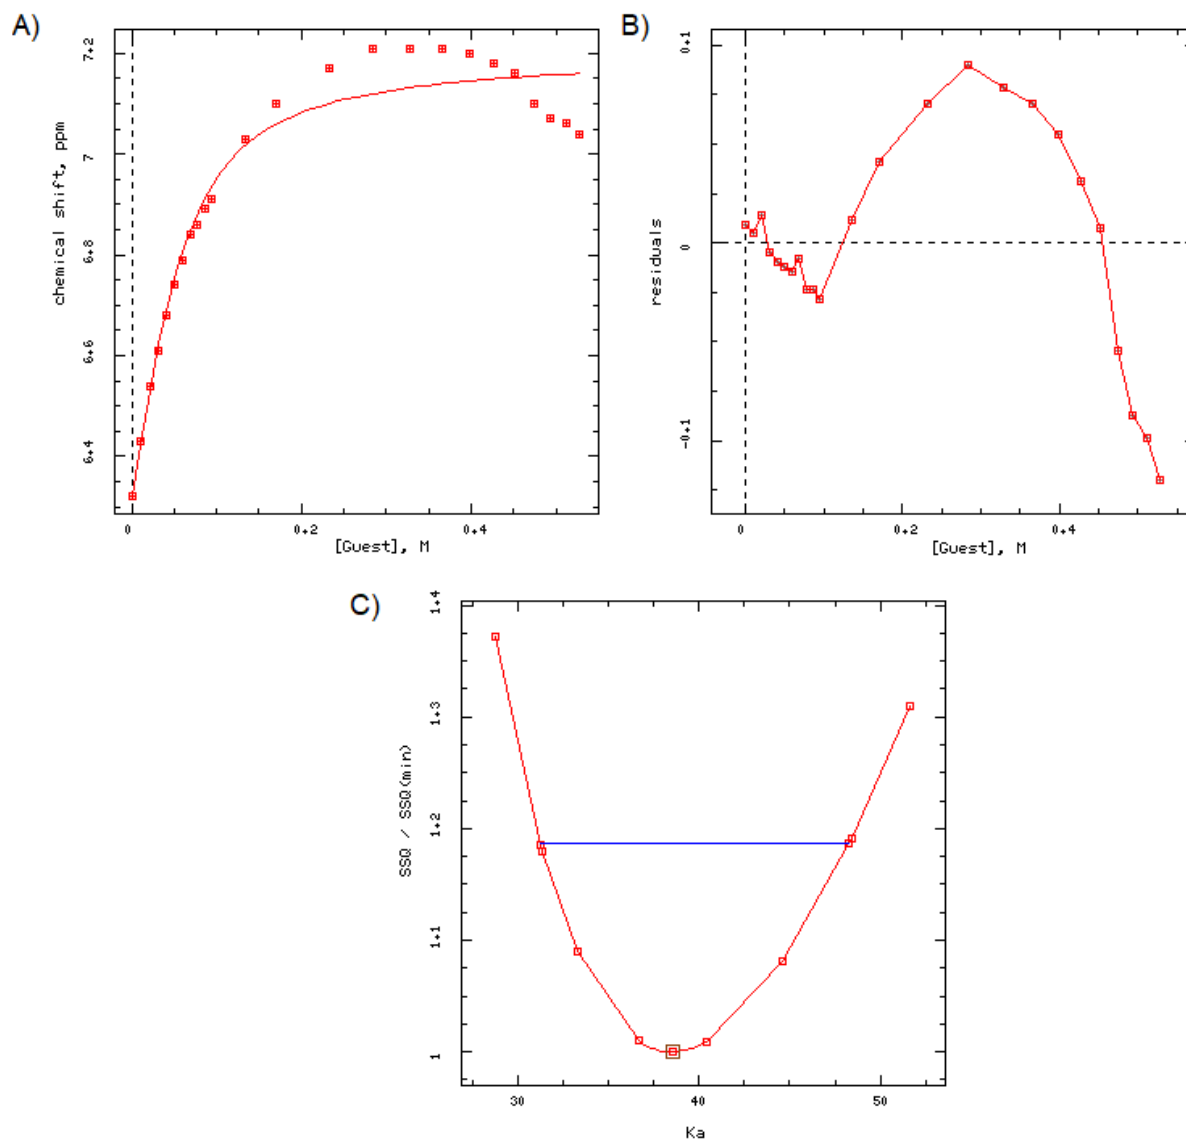 A)
7+2
7
6+8
6+6
6+4
chemical shift, ppm
0
0+2
0+4
[Guest], M
B)
0+1
0
-0+1
residuals
0
0+2
0+4
[Guest], M
C)
1+4
1+3
1+2
1+1
1
SSQ / SSQ(min)
30
40
50
Ka